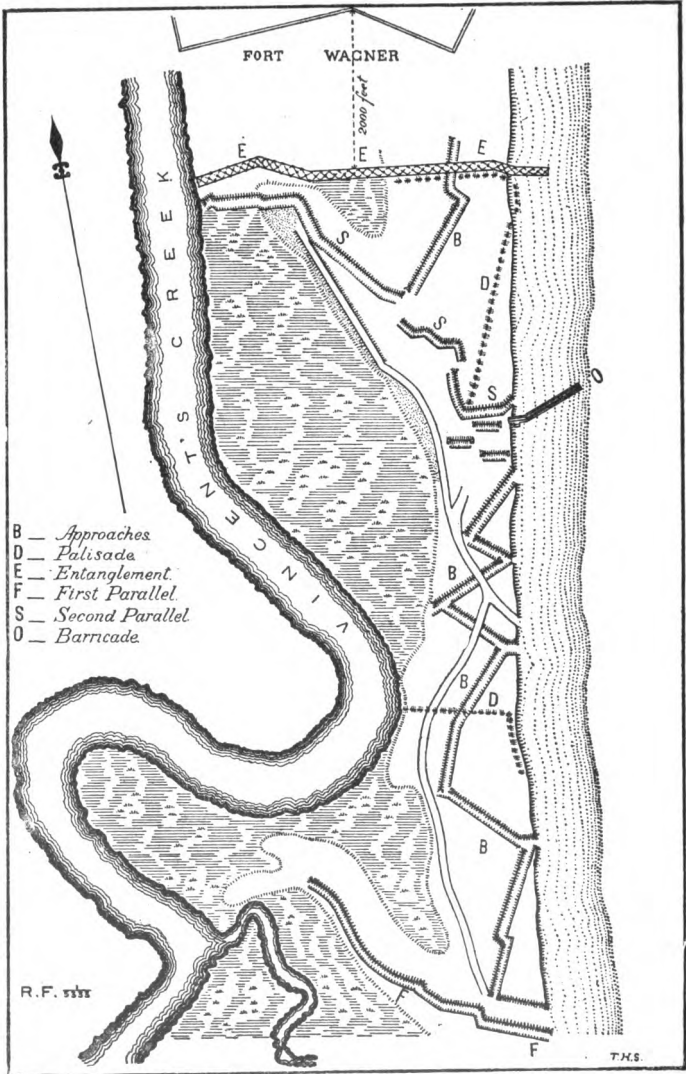 FORT WAGNER
2000 feet
E E E
S B
D
S
S O
VINCENT'S CREEK
B _ Approaches.
D _ Palisade.
E _ Entanglement.
F _ First Parallel.
S _ Second Parallel.
O _ Barricade.
B
B D
B
R.F.
F
F
T.H.S.